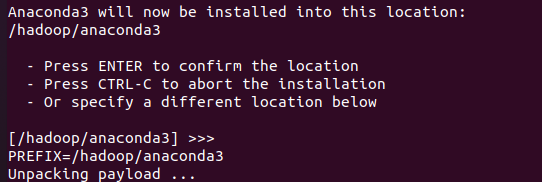 Anaconda3 will now be installed into this location:
/hadoop/anaconda3
- Press ENTER to confirm the location
- Press CTRL-C to abort the installation
- Or specify a different location below
[/hadoop/anaconda3] >>>
PREFIX=/hadoop/anaconda3
Unpacking payload ...